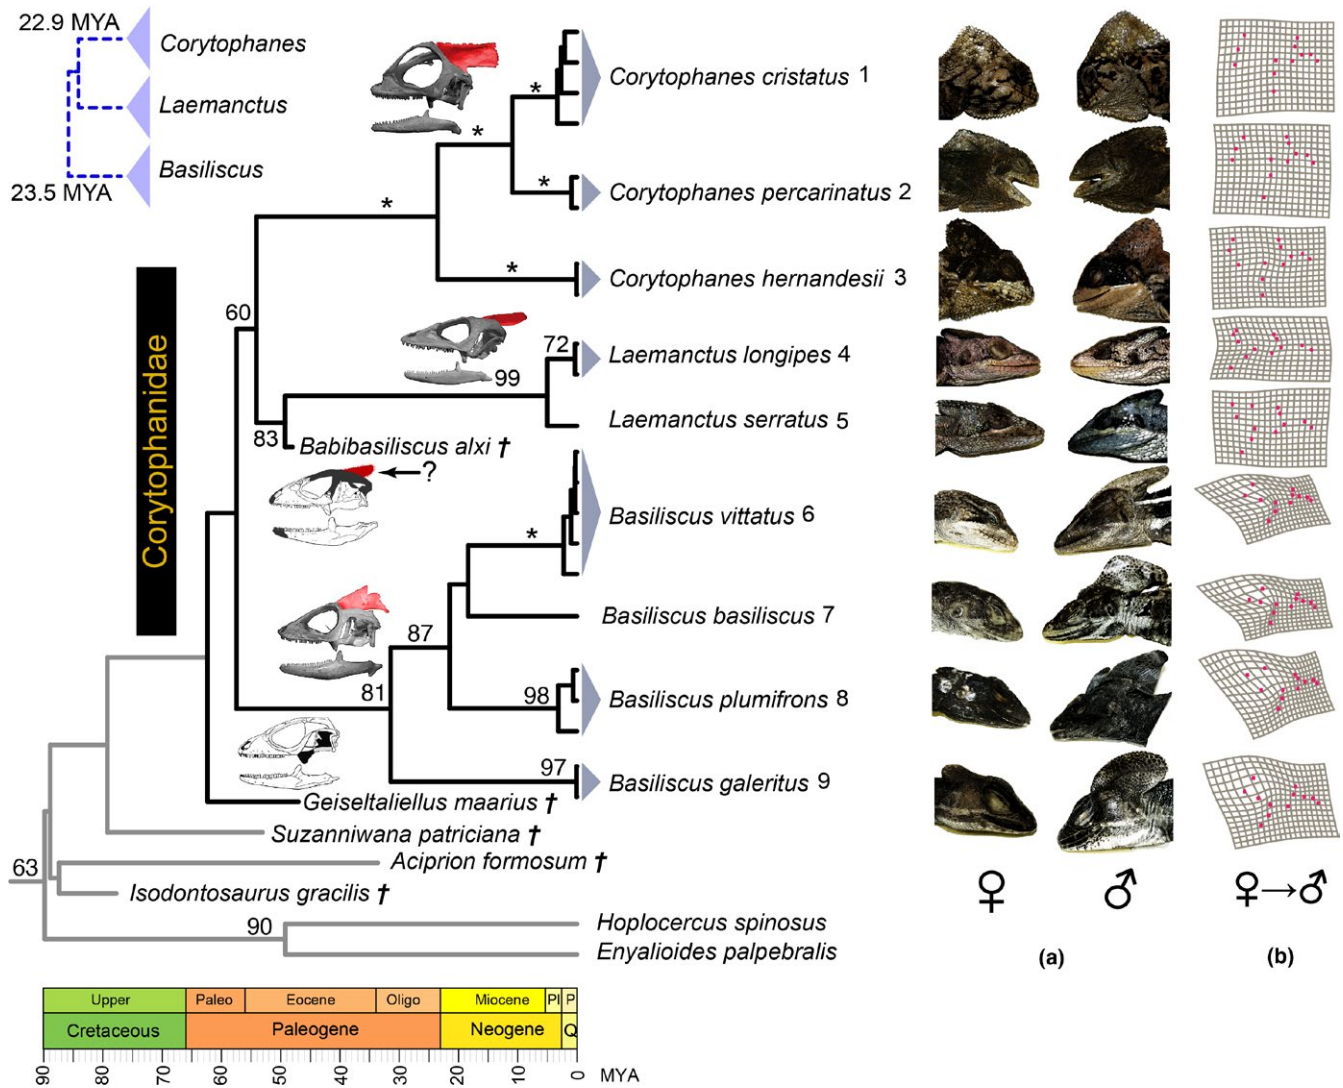 22.9 MYA
Corytophanes
Laemanctus
Basiliscus
23.5 MYA
Corytophanidae
*
*
*
*
*
Corytophanes cristatus 1
Corytophanes percarinatus 2
Corytophanes hernandesii 3
60
72
99
Laemanctus longipes 4
Laemanctus serratus 5
83
Babibasiliscus alxi †
?
*
Basiliscus vittatus 6
Basiliscus basiliscus 7
87
81
98
Basiliscus plumifrons 8
97
Basiliscus galeritus 9
Geiseltaliellus maarius †
Suzanniwana patriciana †
Aciprion formosum †
63
Isodontosaurus gracilis †
90
Hoplocercus spinosus
Enyalioides palpebralis
♀ ♂ ♀→♂
(a) (b)
Upper Paleo Eocene Oligo Miocene Pl P
Cretaceous Paleogene Neogene Q
90 80 70 60 50 40 30 20 10 0 MYA